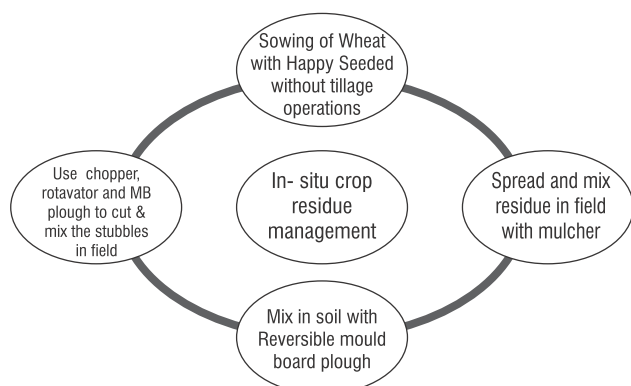 Sowing of Wheat
with Happy Seeded
without tillage
operations
Use chopper,
rotavator and MB
plough to cut &
mix the stubbles
in field
In- situ crop
residue
management
Spread and mix
residue in field
with mulcher
Mix in soil with
Reversible mould
board plough